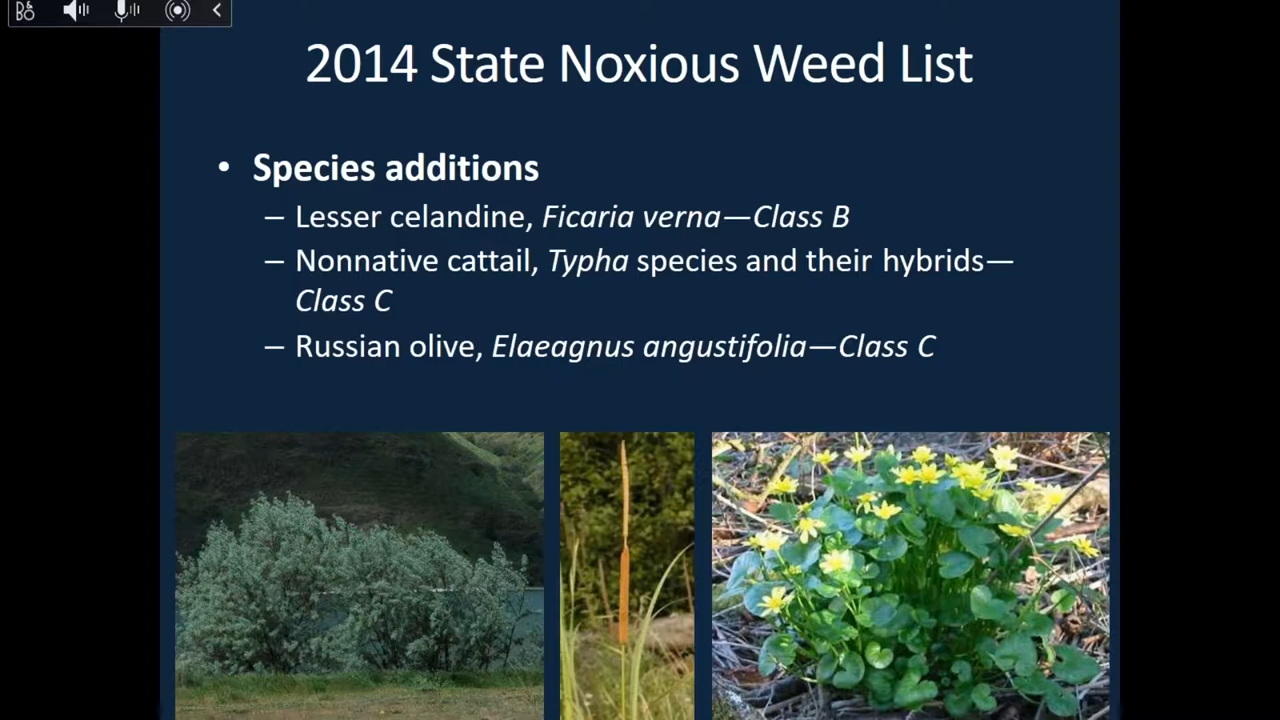 B&O
2014 State Noxious Weed List
• Species additions
– Lesser celandine, Ficaria verna—Class B
– Nonnative cattail, Typha species and their hybrids—
Class C
– Russian olive, Elaeagnus angustifolia—Class C